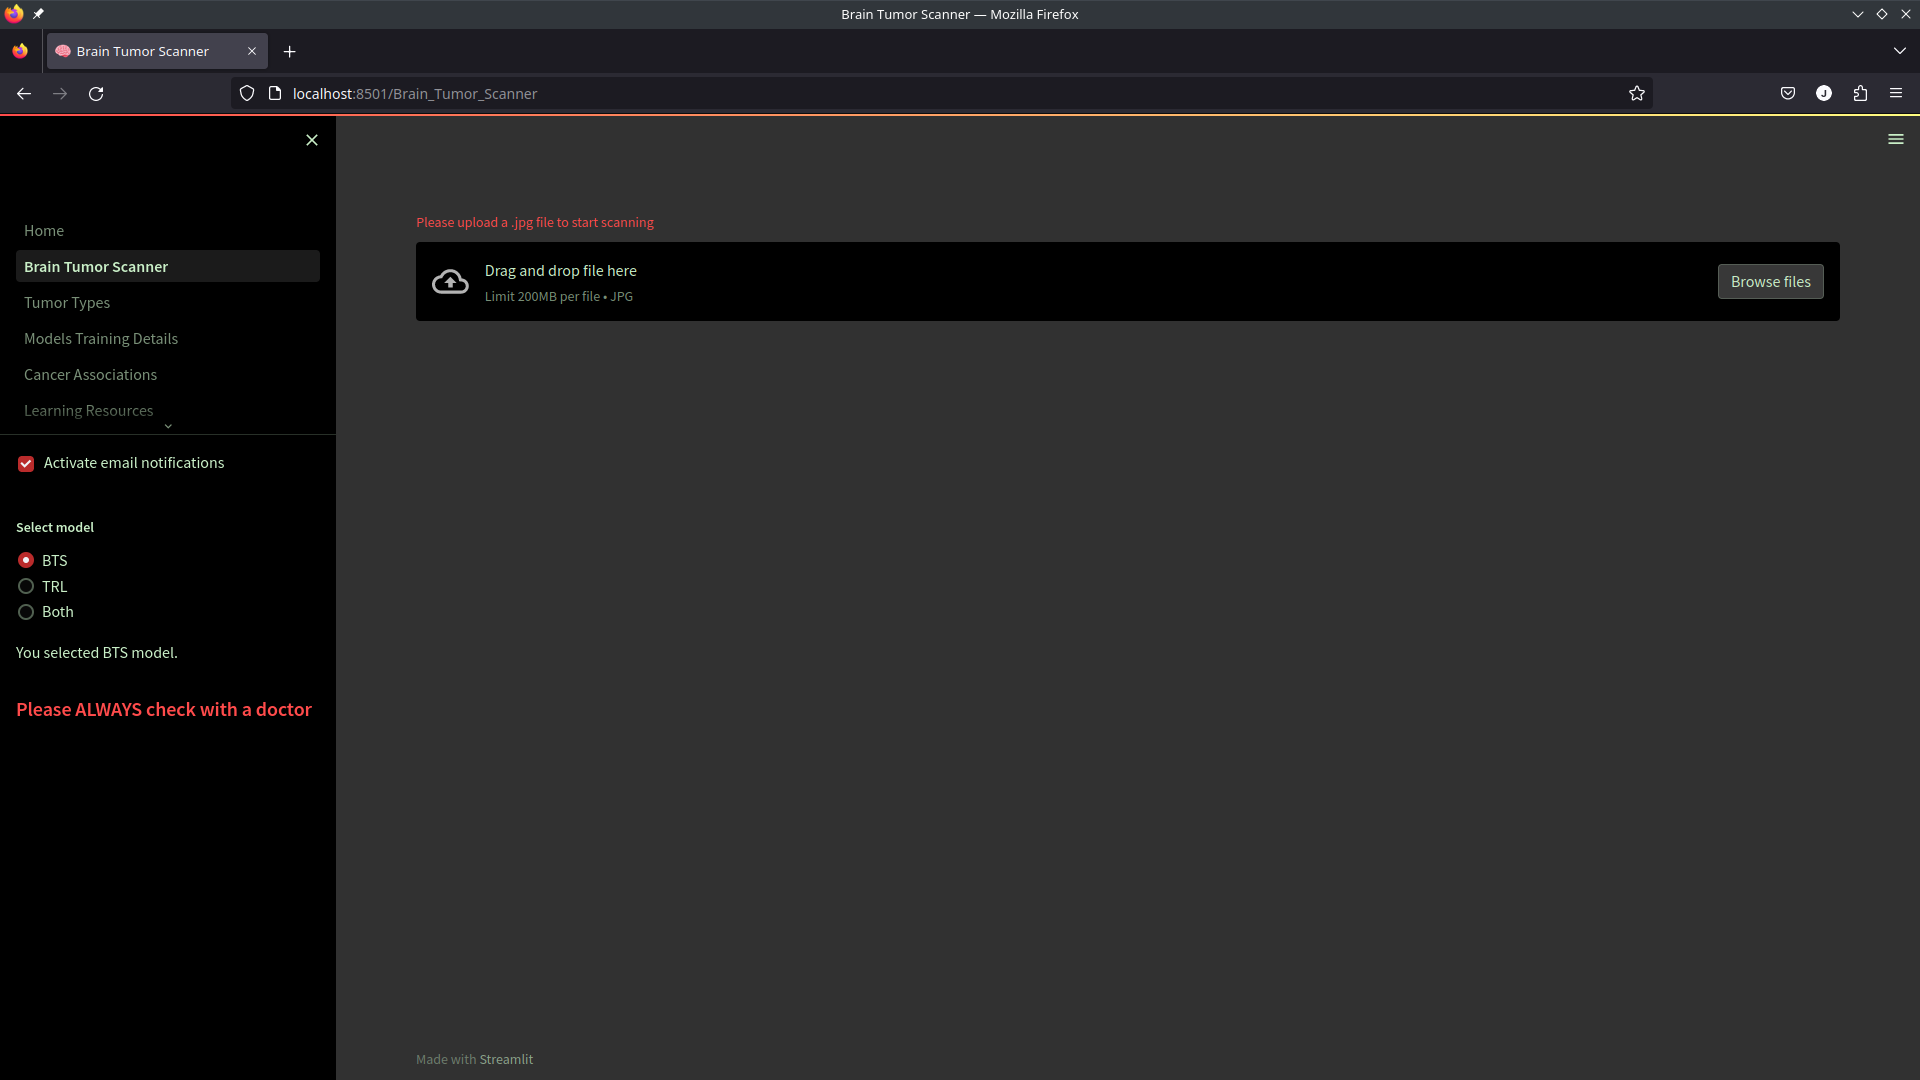 Brain Tumor Scanner — Mozilla Firefox
Brain Tumor Scanner
localhost:8501/Brain_Tumor_Scanner
J
Home
Brain Tumor Scanner
Tumor Types
Models Training Details
Cancer Associations
Learning Resources
Activate email notifications
Select model
BTS
TRL
Both
You selected BTS model.
Please ALWAYS check with a doctor
Please upload a .jpg file to start scanning
Drag and drop file here
Limit 200MB per file • JPG
Browse files
Made with Streamlit